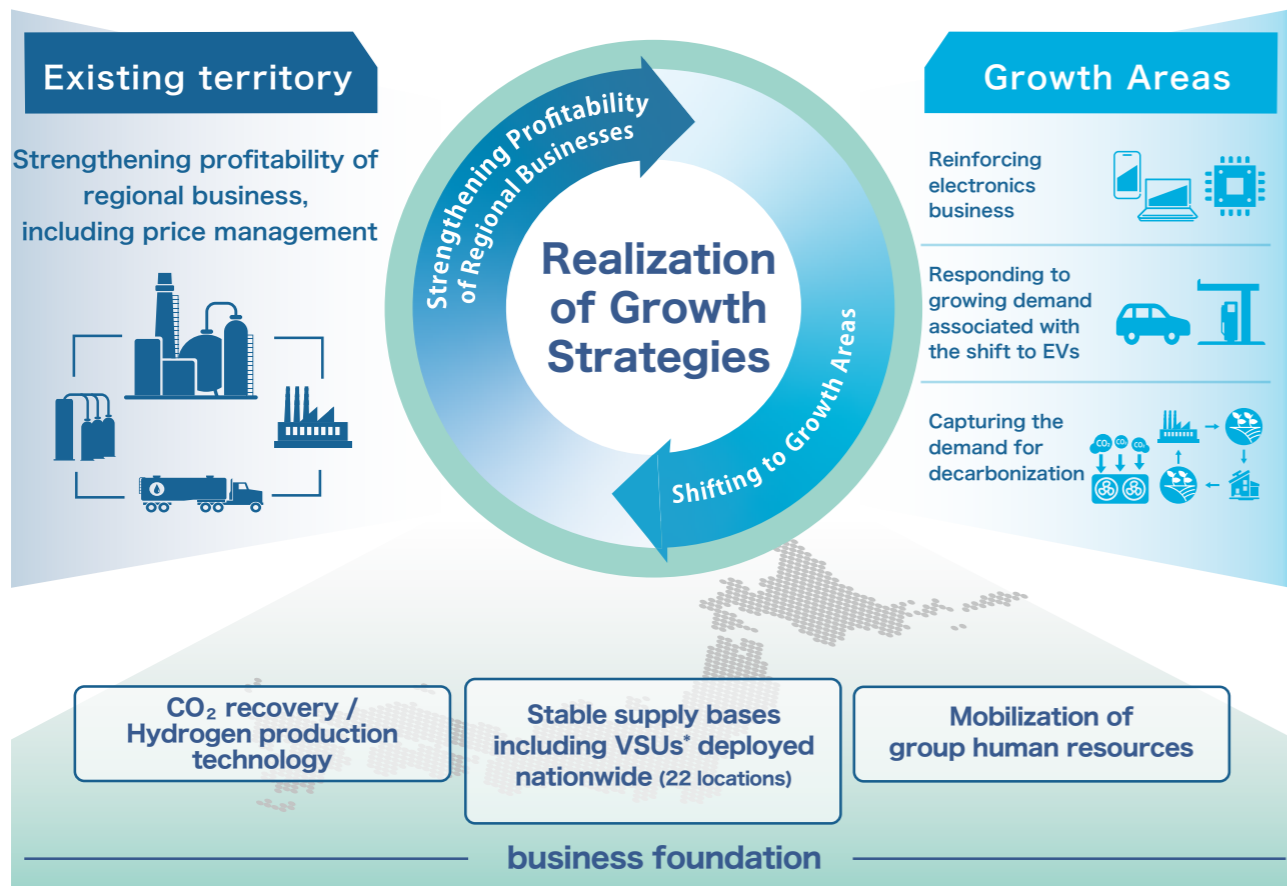 Existing territory
Strengthening profitability of
regional business,
including price management
Strengthening Profitability
of Regional Businesses
Realization
of Growth
Strategies
Shifting to Growth Areas
Growth Areas
Reinforcing
electronics
business
Responding to
growing demand
associated with
the shift to EVs
Capturing the
demand for
decarbonization
CO₂ CO₂ CO₂
CO₂ recovery /
Hydrogen production
technology
Stable supply bases
including VSUs* deployed
nationwide (22 locations)
Mobilization of
group human resources
business foundation